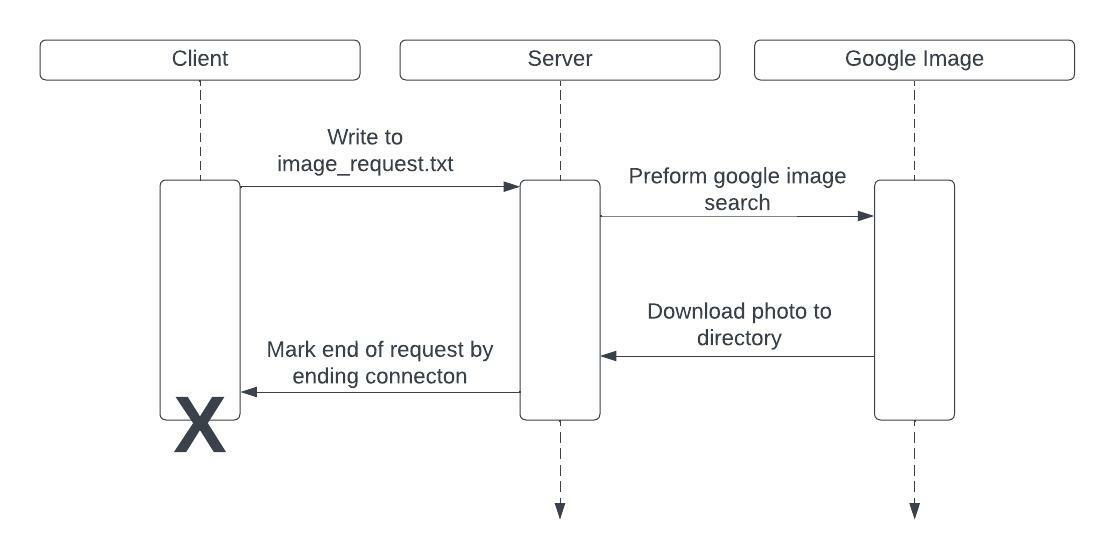 Client
Server
Google Image
Write to
image_request.txt
Preform google image
search
Download photo to
directory
Mark end of request by
ending connecton
X